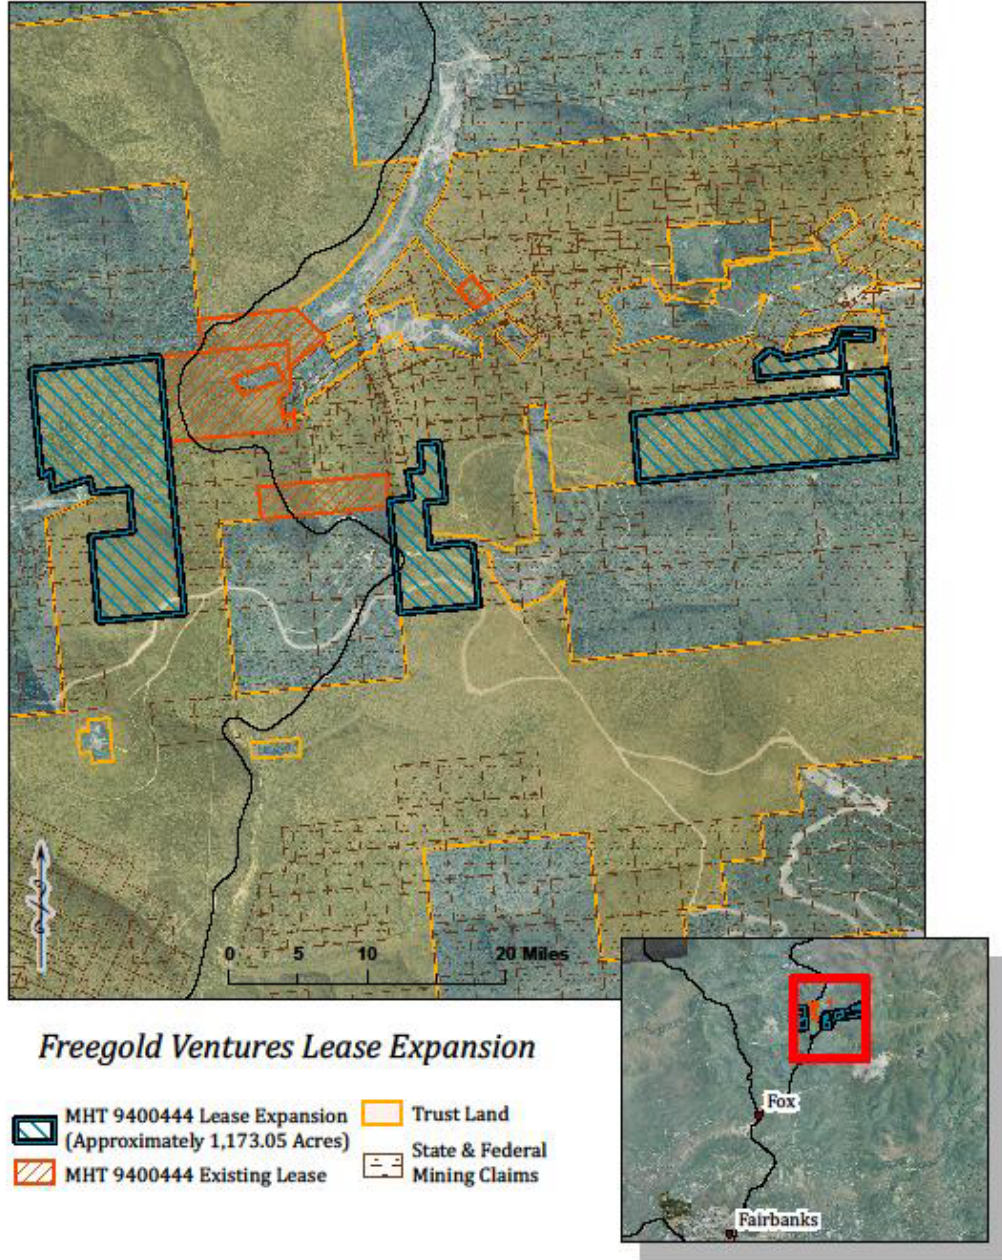 0 5 10 20 Miles
Freegold Ventures Lease Expansion
MHT 9400444 Lease Expansion
(Approximately 1,173.05 Acres)
MHT 9400444 Existing Lease
Trust Land
State & Federal
Mining Claims
Fox
Fairbanks